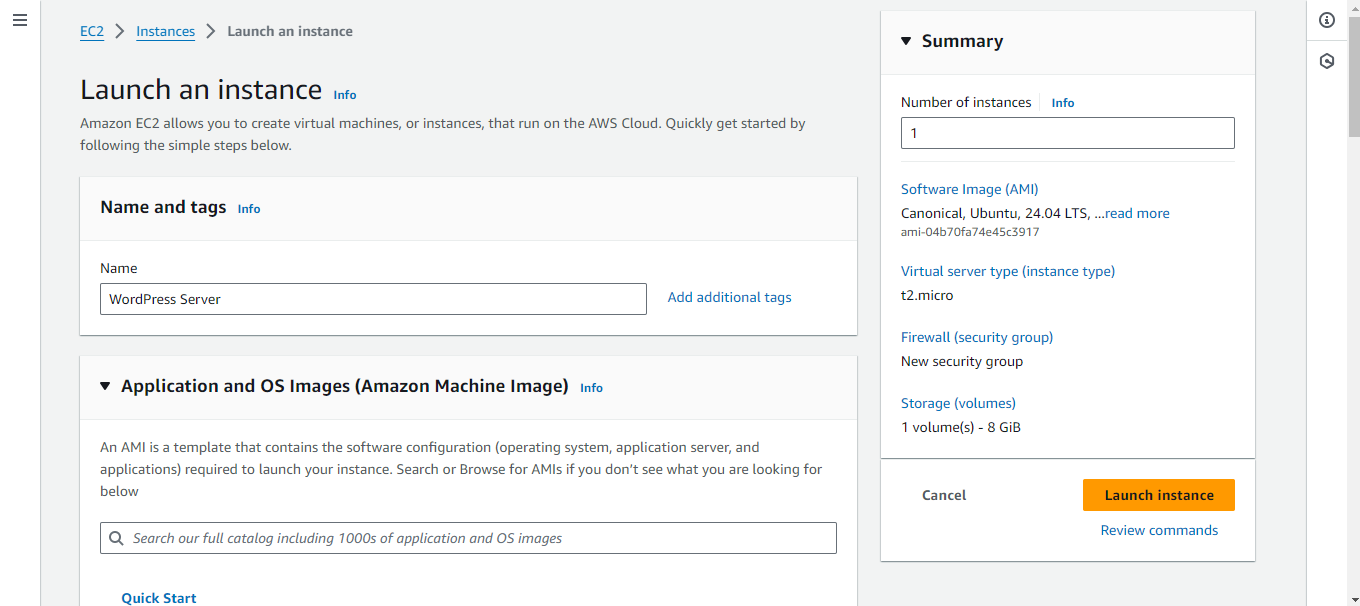 EC2 > Instances > Launch an instance
Launch an instance Info
Amazon EC2 allows you to create virtual machines, or instances, that run on the AWS Cloud. Quickly get started by
following the simple steps below.
Name and tags Info
Name
WordPress Server
Add additional tags
Application and OS Images (Amazon Machine Image) Info
An AMI is a template that contains the software configuration (operating system, application server, and
applications) required to launch your instance. Search or Browse for AMIs if you don't see what you are looking for
below
Search our full catalog including 1000s of application and OS images
Quick Start
Summary
Number of instances Info
1
Software Image (AMI)
Canonical, Ubuntu, 24.04 LTS, ...read more
ami-04b70fa74e45c3917
Virtual server type (instance type)
t2.micro
Firewall (security group)
New security group
Storage (volumes)
1 volume(s) - 8 GiB
Cancel
Launch instance
Review commands